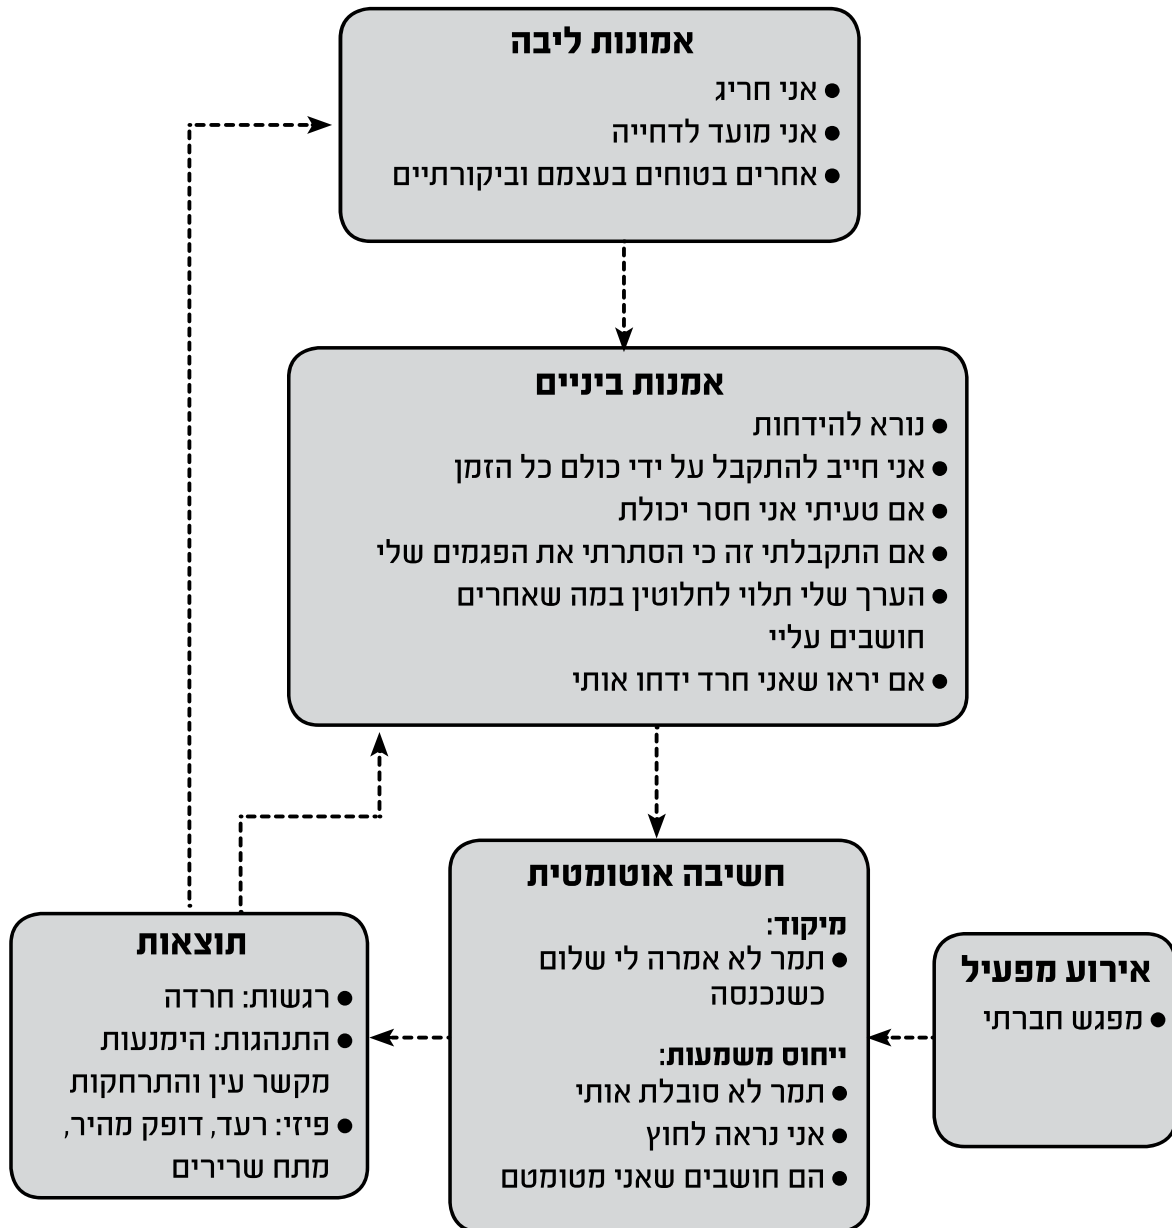 אמונות ליבה
● אני חריג
● אני מועד לדחייה
● אחרים בטוחים בעצמם וביקורתיים
אמנות ביניים
● נורא להידחות
● אני חייב להתקבל על ידי כולם כל הזמן
● אם טעיתי אני חסר יכולת
● אם התקבלתי זה כי הסתרתי את הפגמים שלי
● הערך שלי תלוי לחלוטין במה שאחרים
חושבים עליי
● אם יראו שאני חרד ידחו אותי
אירוע מפעיל
● מפגש חברתי
חשיבה אוטומטית
מיקוד:
● תמר לא אמרה לי שלום
כשנכנסה
ייחוס משמעות:
● תמר לא סובלת אותי
● אני נראה לחוץ
● הם חושבים שאני מטומטם
תוצאות
● רגשות: חרדה
● התנהגות: הימנעות
מקשר עין והתרחקות
● פיזי: רעד, דופק מהיר,
מתח שרירים